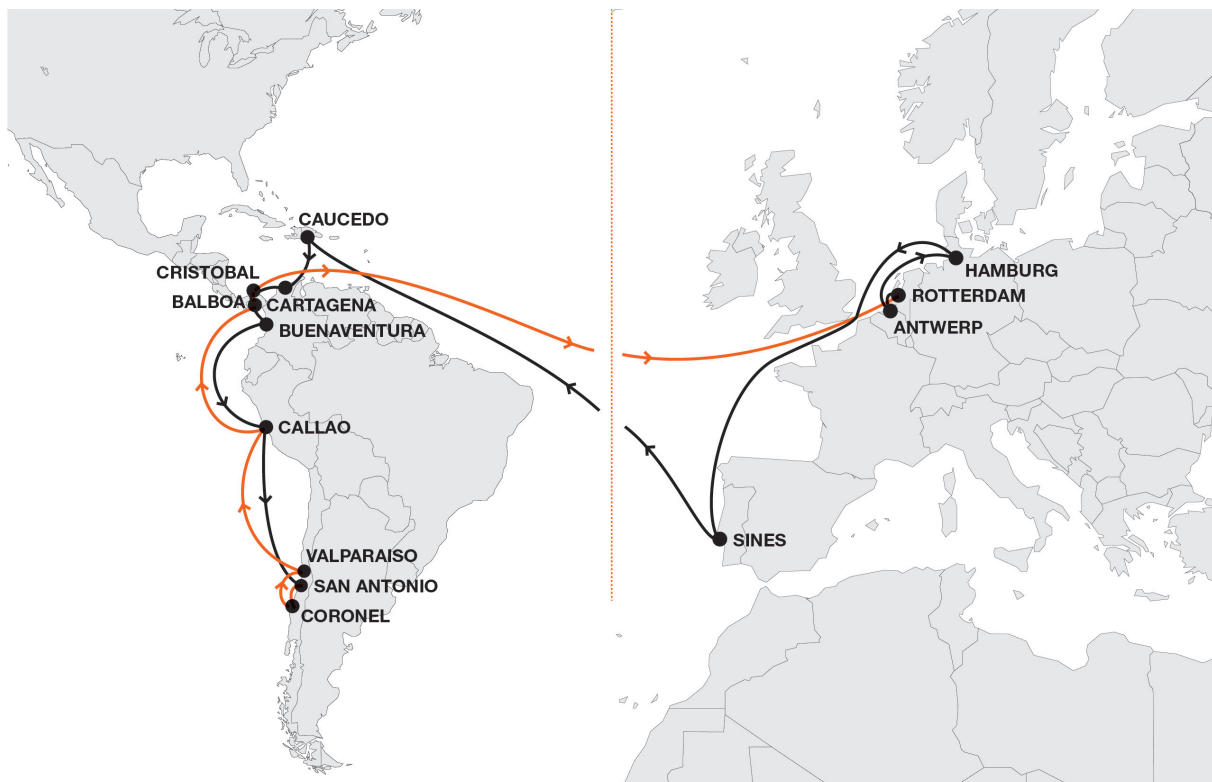 CAUCEDO
CRISTOBAL
BALBOA
CARTAGENA
BUENAVENTURA
CALLAO
VALPARAISO
SAN ANTONIO
CORONEL
HAMBURG
ROTTERDAM
ANTWERP
SINES